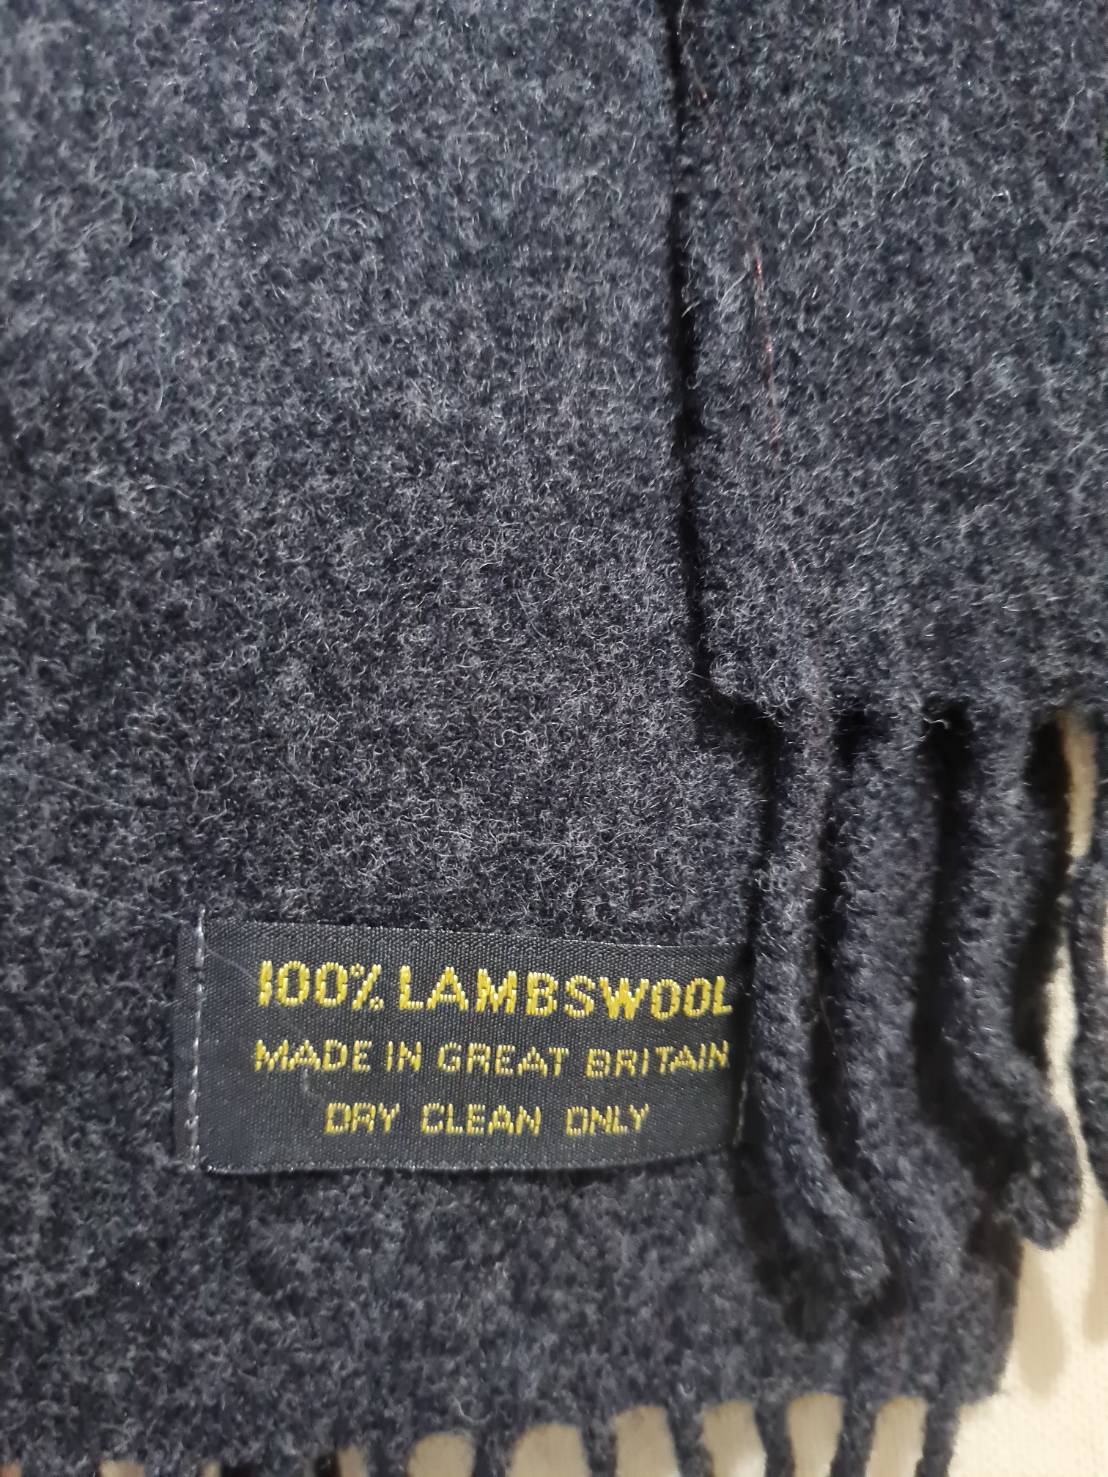 100% LAMBSWOOL
MADE IN GREAT BRITAIN
DRY CLEAN ONLY